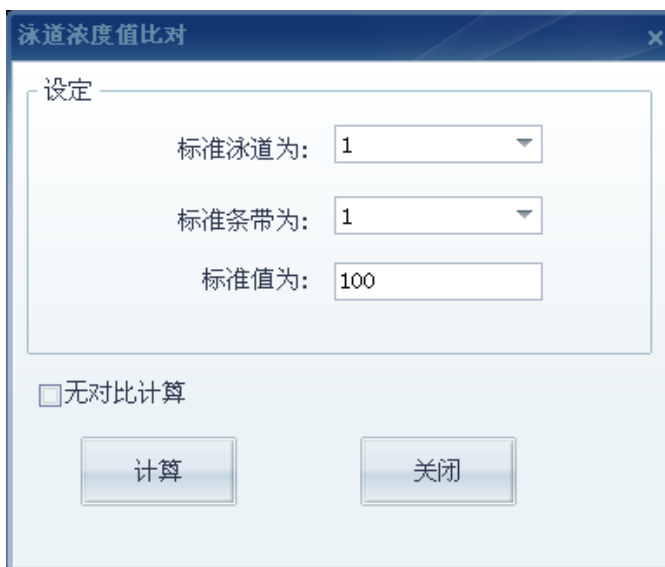 泳道浓度值比对
设定
标准泳道为: 1
标准条带为: 1
标准值为: 100
无对比计算
计算 关闭